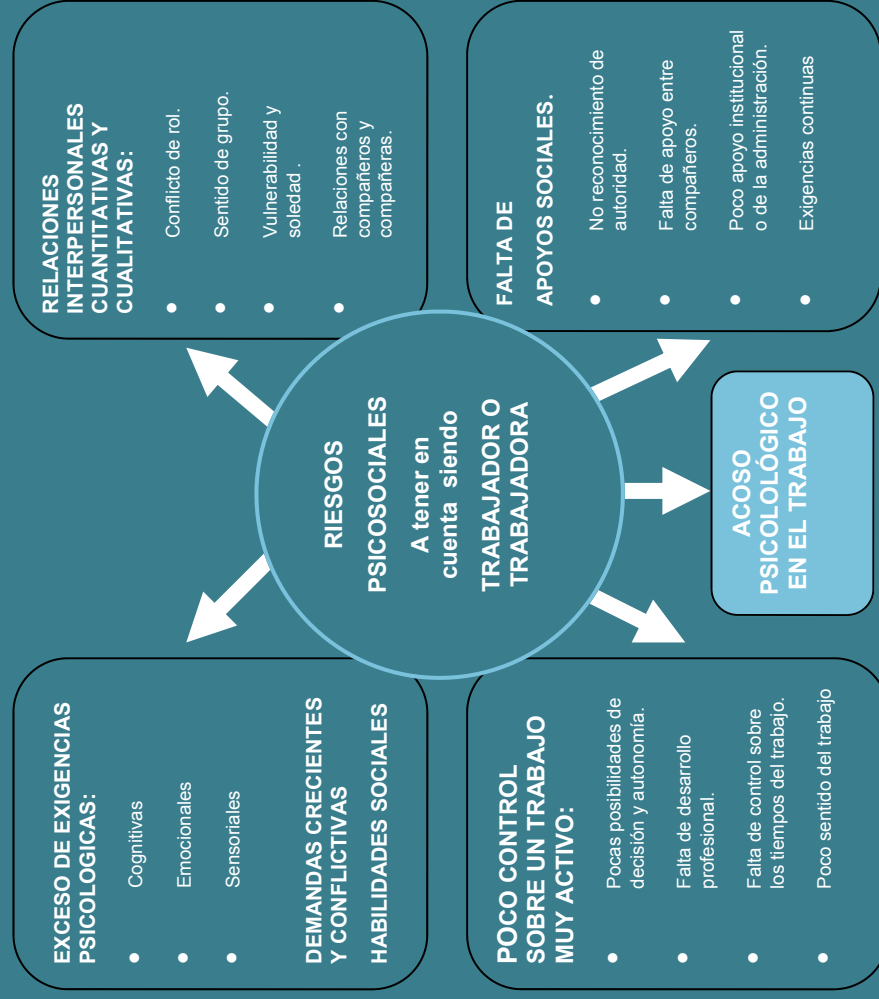 EXCESO DE EXIGENCIAS
PSICOLOGICAS:
• Cognitivas
• Emocionales
• Sensoriales
DEMANDAS CRECIENTES
Y CONFLICTIVAS
HABILIDADES SOCIALES
RELACIONES
INTERPERSONALES
CUANTITATIVAS Y
CUALITATIVAS:
• Conflicto de rol.
• Sentido de grupo.
• Vulnerabilidad y
soledad .
• Relaciones con
compañeros y
compañeras.
RIESGOS
PSICOSOCIALES
A tener en
cuenta siendo
TRABAJADOR O
TRABAJADORA
POCO CONTROL
SOBRE UN TRABAJO
MUY ACTIVO:
• Pocas posibilidades de
decisión y autonomía.
• Falta de desarrollo
profesional.
• Falta de control sobre
los tiempos del trabajo.
• Poco sentido del trabajo
ACOSO
PSICOLOLÓGICO
EN EL TRABAJO
FALTA DE
APOYOS SOCIALES.
• No reconocimiento de
autoridad.
• Falta de apoyo entre
compañeros.
• Poco apoyo institucional
o de la administración.
• Exigencias continuas